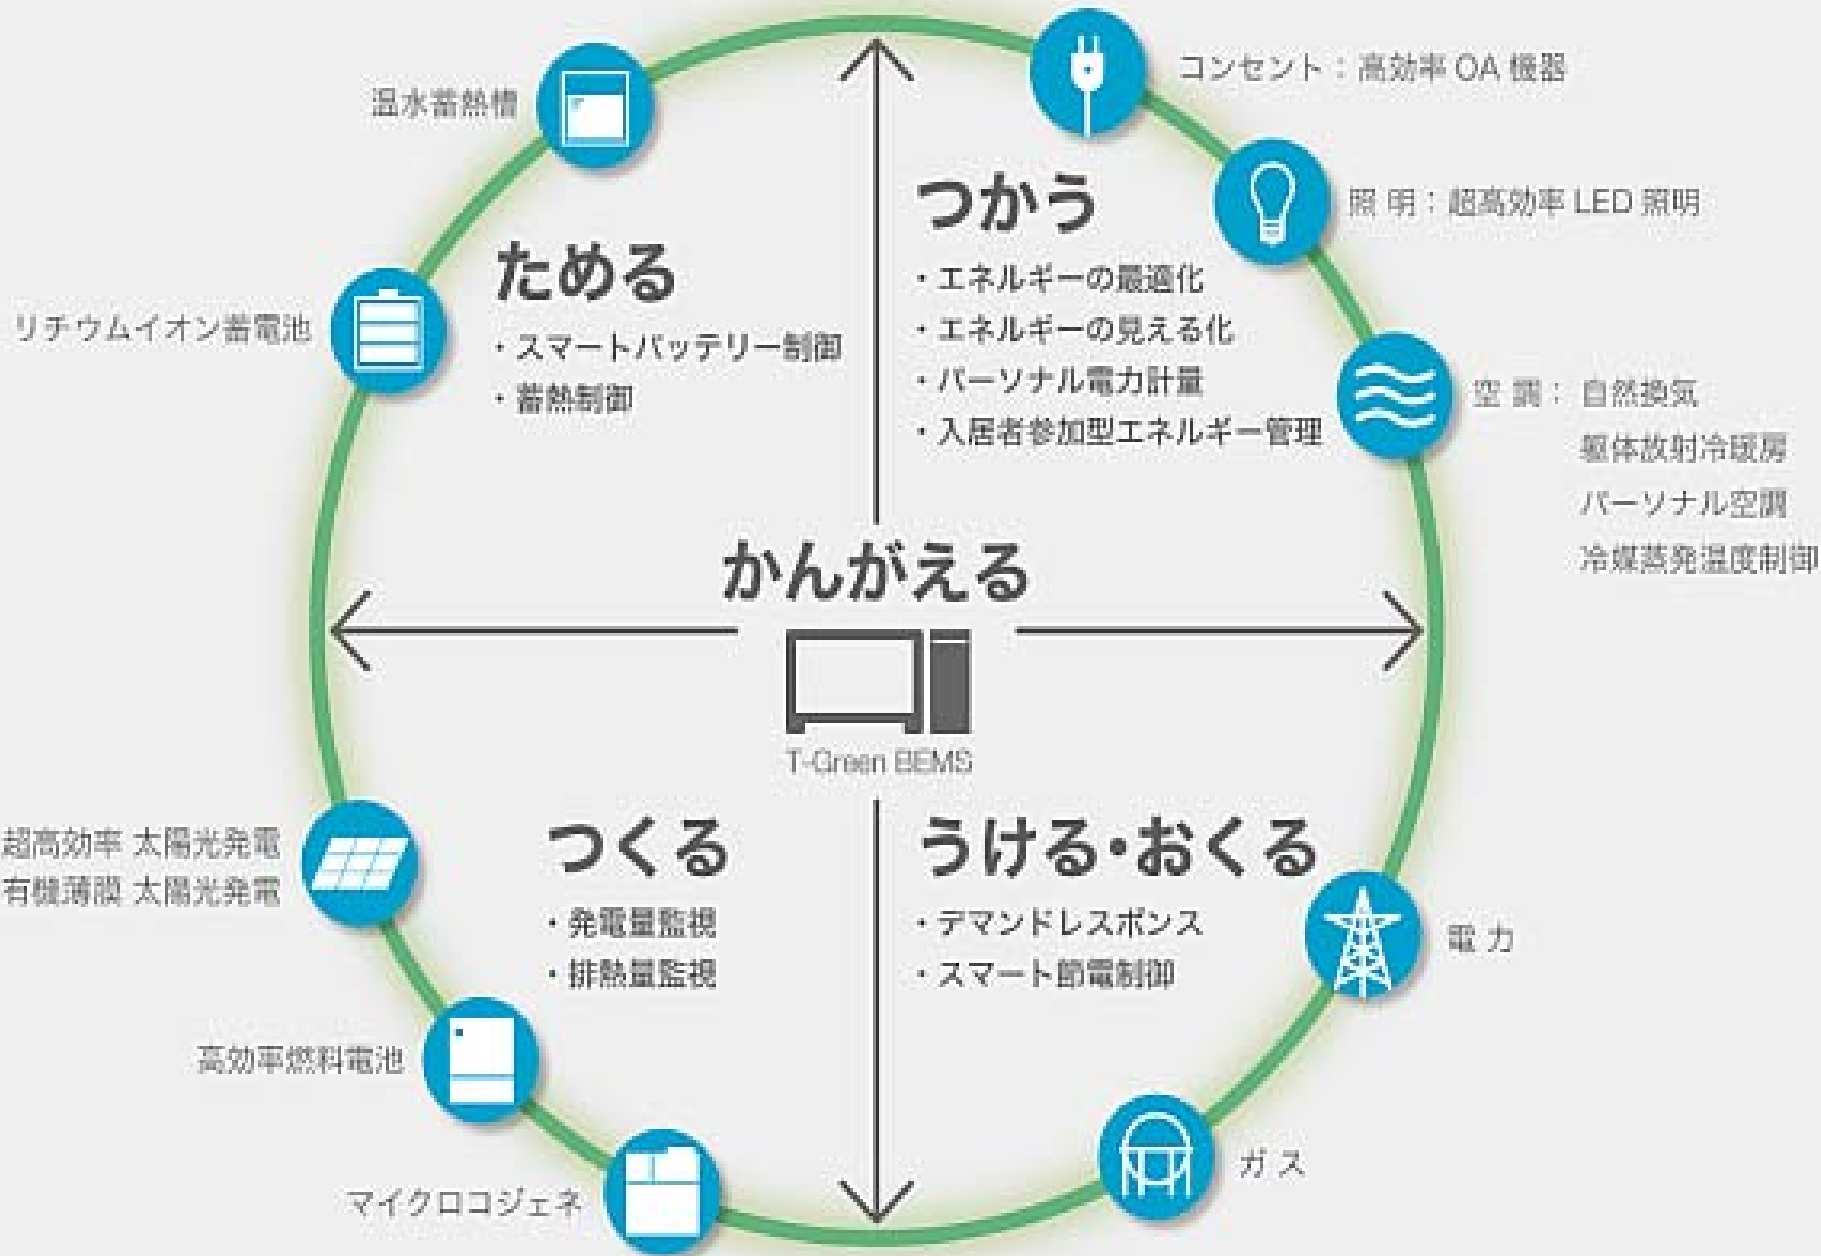 温水蓄熱槽
リチウムイオン蓄電池
ためる
・スマートバッテリー制御
・蓄熱制御
コンセント：高効率 OA 機器
照 明：超高効率 LED 照明
空 調： 自然換気
躯体放射冷暖房
パーソナル空調
冷媒蒸発温度制御
つかう
・エネルギーの最適化
・エネルギーの見える化
・パーソナル電力計量
・入居者参加型エネルギー管理
かんがえる
T-Green BEMS
超高効率 太陽光発電
有機薄膜 太陽光発電
高効率燃料電池
マイクロコジェネ
つくる
・発電量監視
・排熱量監視
うける・おくる
・デマンドレスポンス
・スマート節電制御
電 力
ガ ス